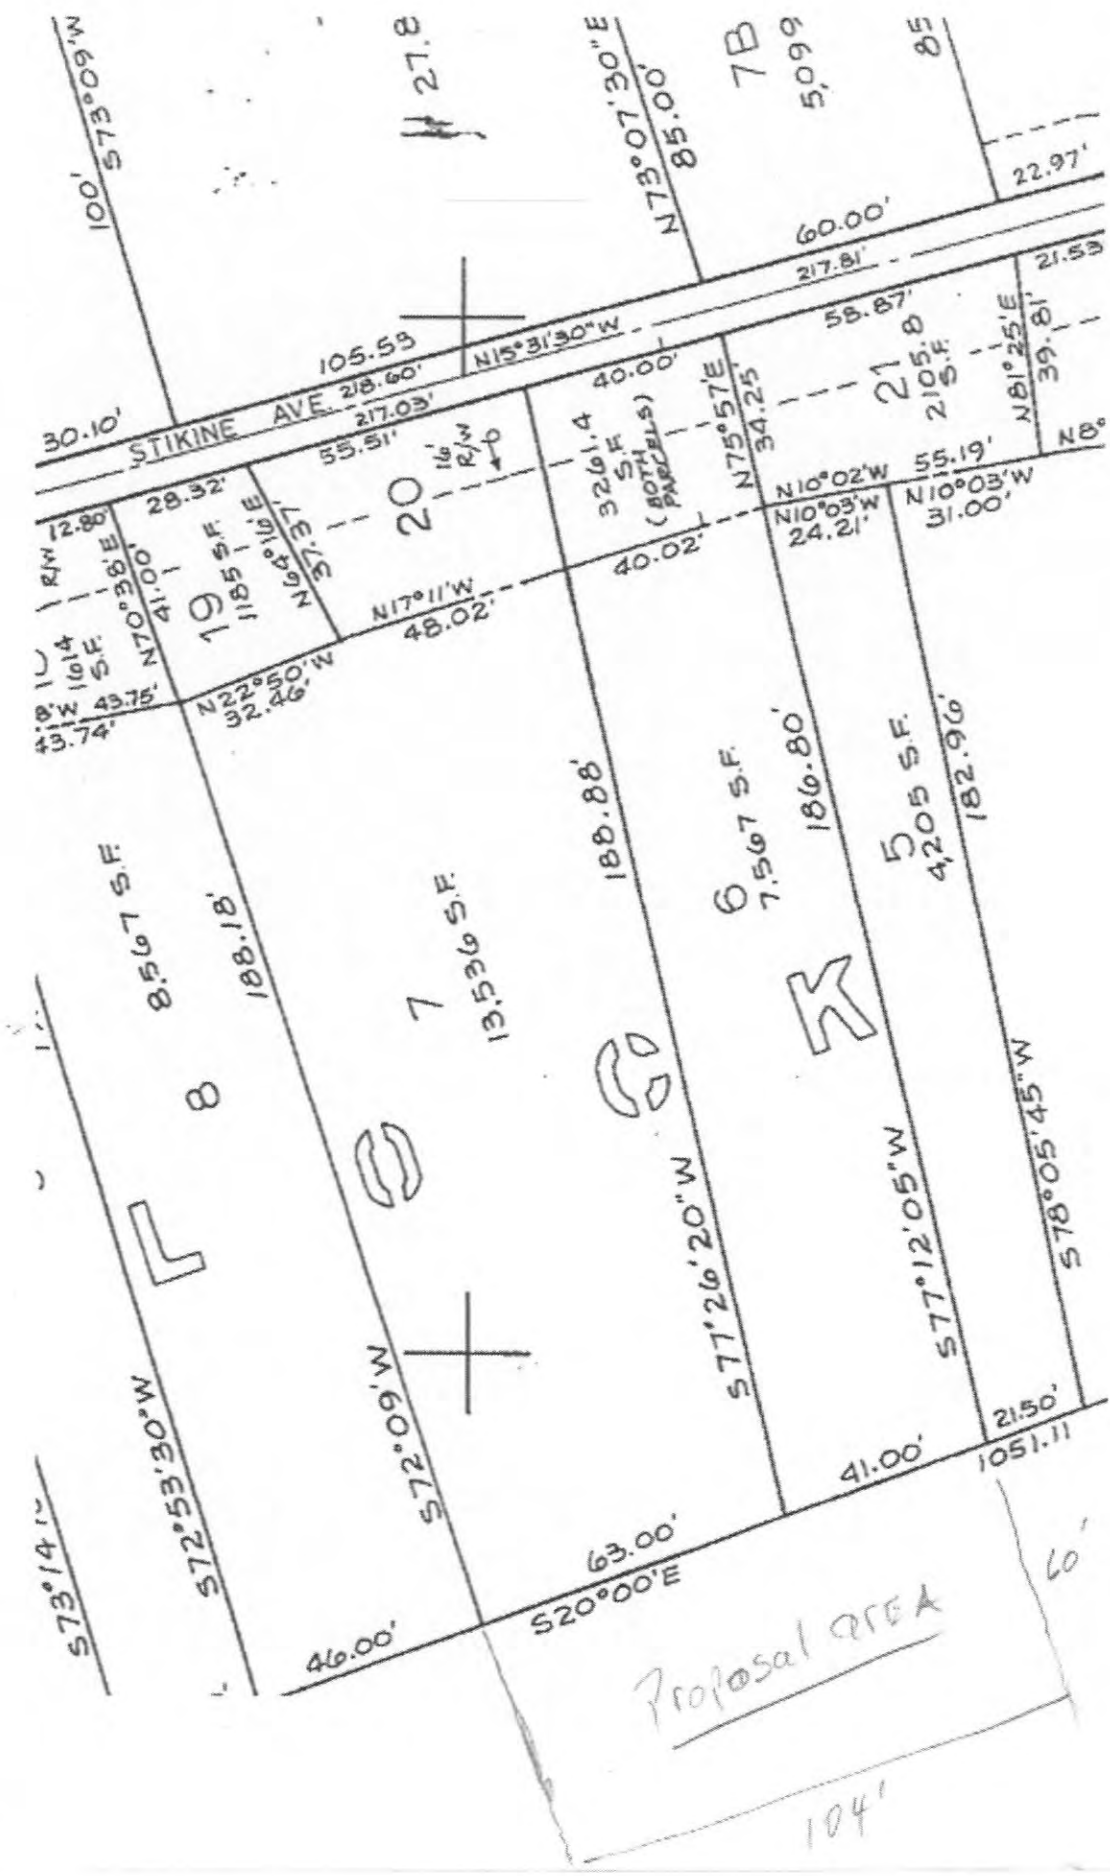 S73°09'W
100'
27.8
N73°07'30"E
85.00'
7B
5,099
85
22.97'
60.00'
217.81'
21.53
105.53
N15°31'30"W
218.60'
STIKINE AVE.
217.03'
30.10'
58.87'
40.00'
55.51'
28.32'
12.80'
R/W
N70°38'E
41.00'
19
1185 S.F.
N64°16'E
37.37'
20
16'
R/W
3261.4
S.F.
(BOTH
PARCELS)
N75°57'E
34.25'
21
2105.8
S.F.
N81°25'E
39.81'
N8°
N10°02'W
55.19'
N10°03'W
24.21'
N10°03'W
31.00'
40.02'
N17°11'W
48.02'
N22°50'W
32.46'
1614
S.F.
8'W
43.75'
43.74'
8,567 S.F.
8
188.18'
7
13,536 S.F.
188.88'
6
7,567 S.F.
186.80'
5
4,205 S.F.
182.96'
L O C K
S73°14'
S72°53'30"W
S72°09'W
S77°26'20"W
S77°12'05"W
S78°05'45"W
46.00'
63.00'
S20°00'E
41.00'
21.50'
1051.11
Proposal arEA
60'
104'